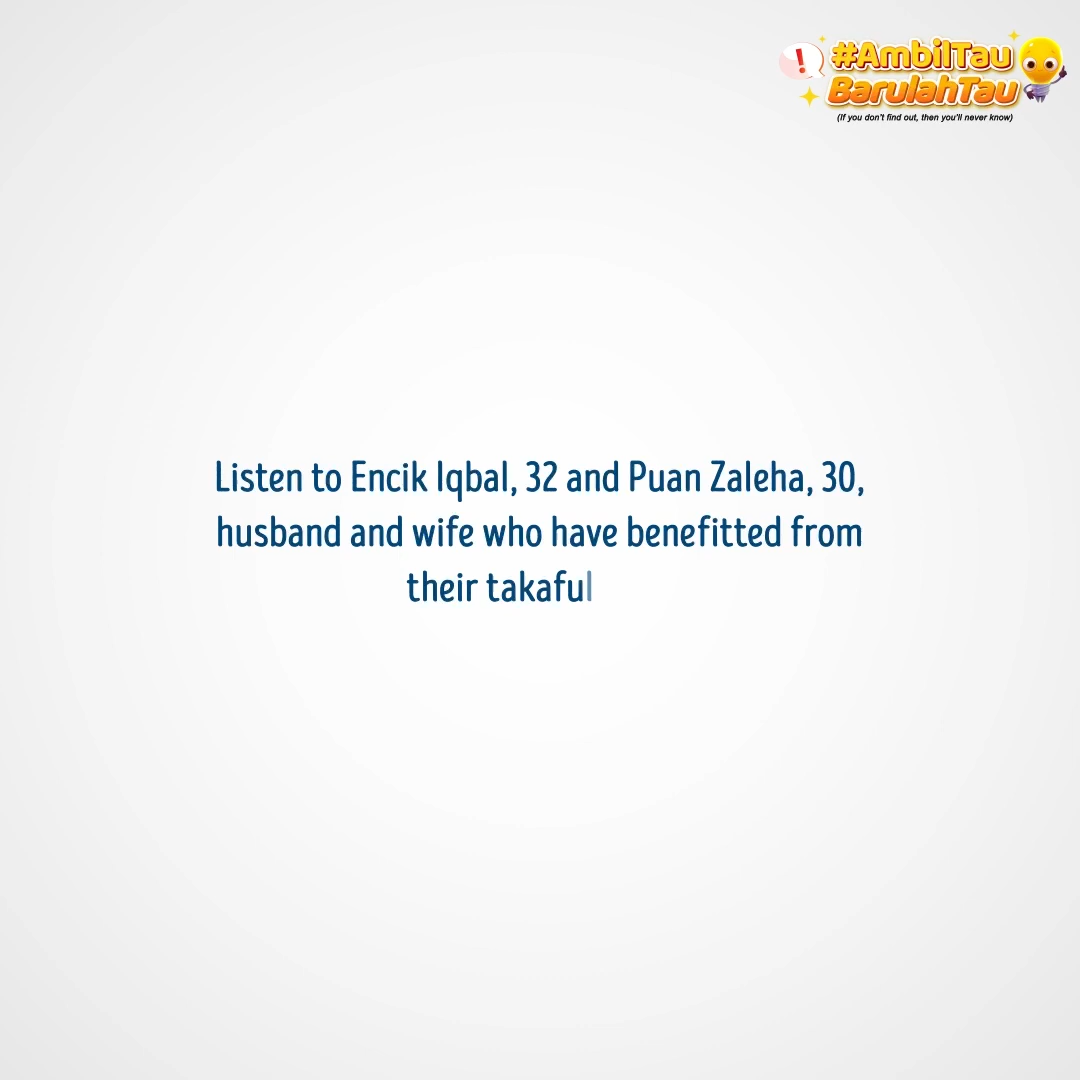 !
#AmbilTau
BarulahTau
(If you don't find out, then you'll never know)
Listen to Encik Iqbal, 32 and Puan Zaleha, 30,
husband and wife who have benefitted from
their takaful